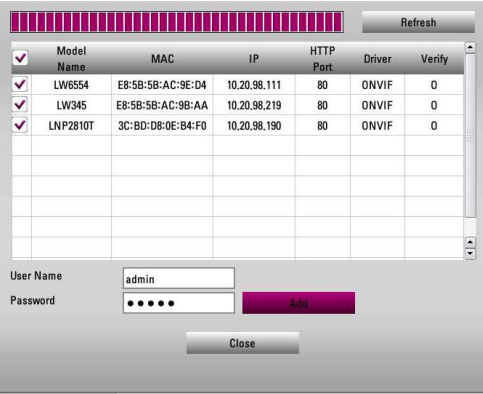 Refresh
Model Name MAC IP HTTP Port Driver Verify
LW6554 E8:5B:5B:AC:9E:D4 10,20,98,111 80 ONVIF 0
LW345 E8:5B:5B:AC:9B:AA 10,20,98,219 80 ONVIF 0
LNP2810T 3C:BD:D8:0E:B4:F0 10,20,98,190 80 ONVIF 0
User Name admin
Password ●●●●●
Add
Close